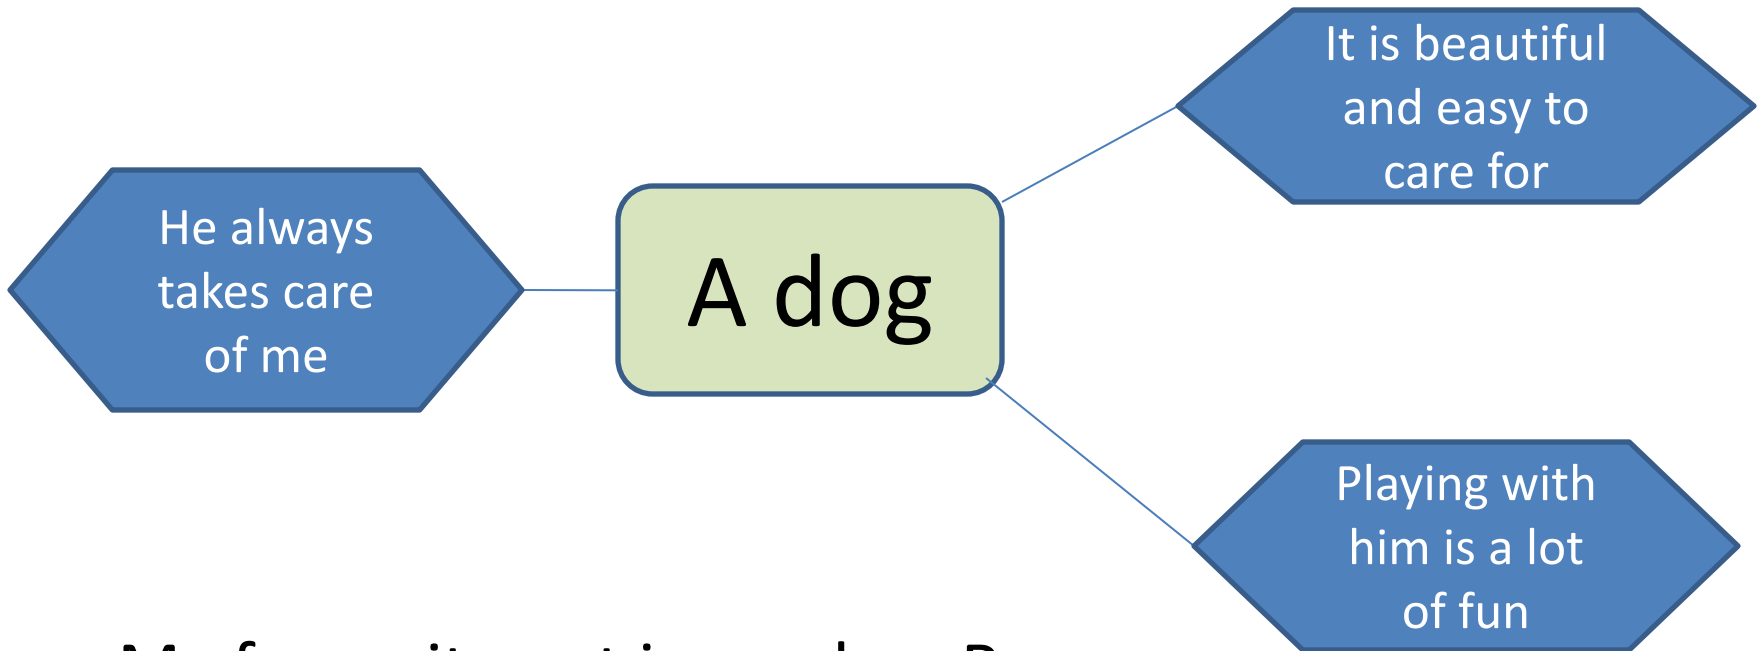 It is beautiful
and easy to
care for
He always
takes care
of me
A dog
Playing with
him is a lot
of fun